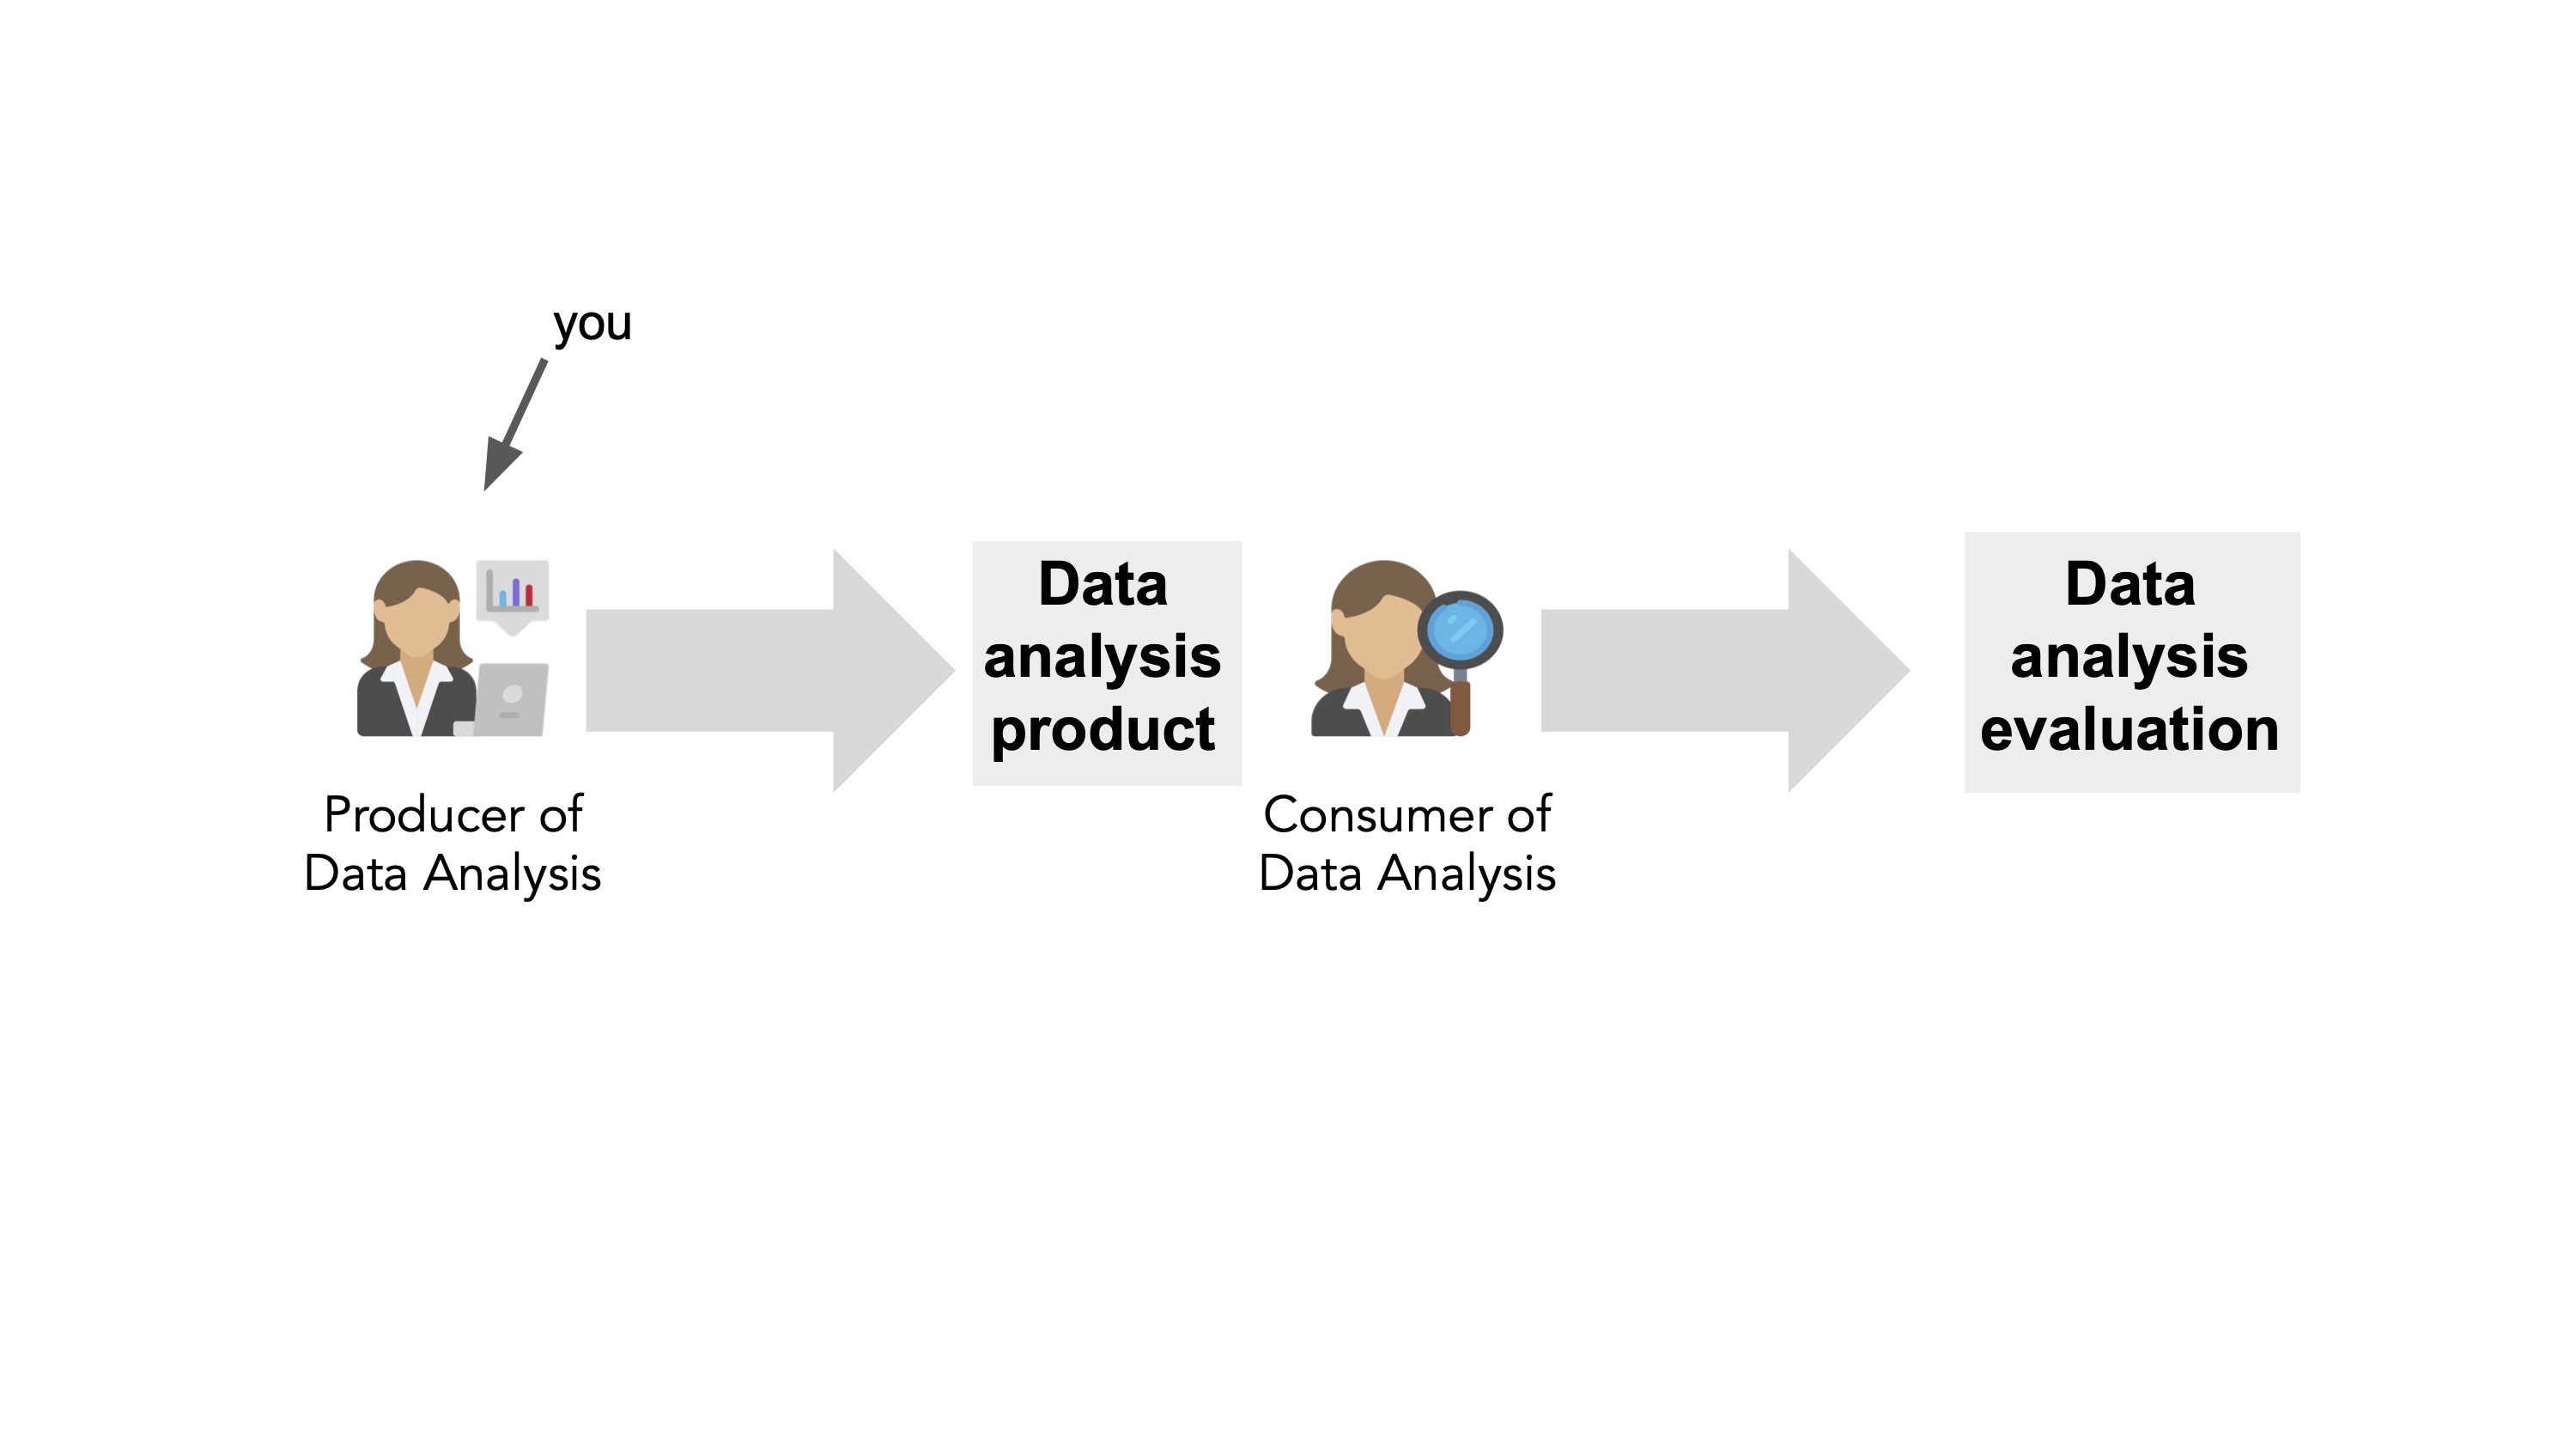 you
Data
analysis
product
Data
analysis
evaluation
Producer of
Data Analysis
Consumer of
Data Analysis